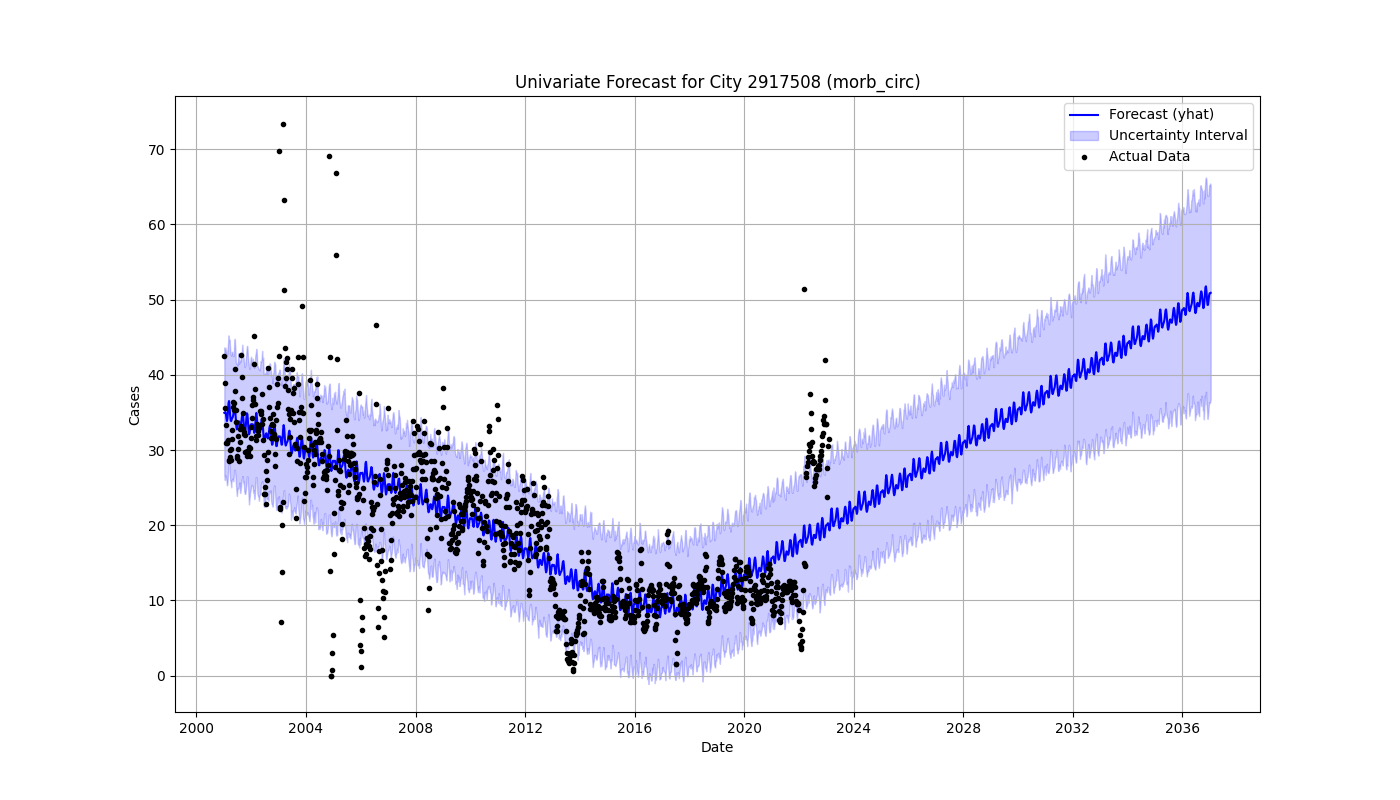 Univariate Forecast for City 2917508 (morb_circ)
Forecast (yhat)
Uncertainty Interval
Actual Data
Cases
70
60
50
40
30
20
10
0
2000 2004 2008 2012 2016 2020 2024 2028 2032 2036
Date